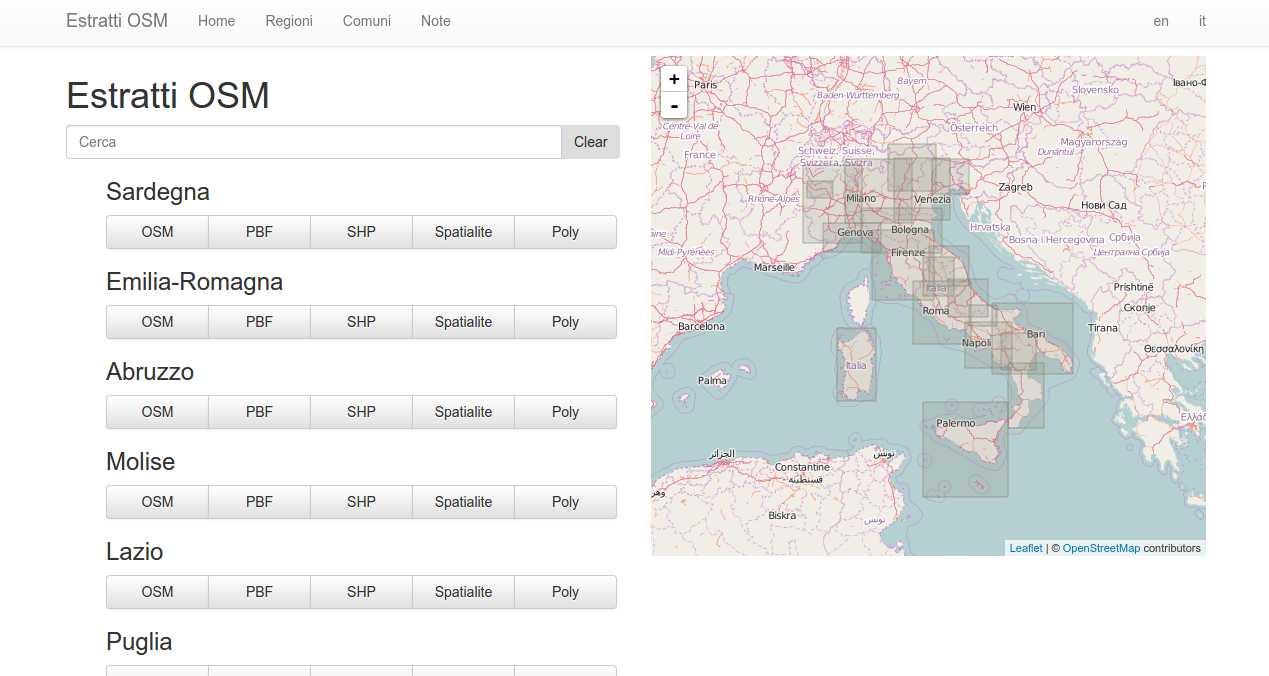 Estratti OSM Home Regioni Comuni Note en it
Estratti OSM
Cerca Clear
Sardegna
OSM PBF SHP Spatialite Poly
Emilia-Romagna
OSM PBF SHP Spatialite Poly
Abruzzo
OSM PBF SHP Spatialite Poly
Molise
OSM PBF SHP Spatialite Poly
Lazio
OSM PBF SHP Spatialite Poly
Puglia
+
-
Paris
Bayern
Baden-Württemberg
Slovensko
Івано-Ф
Wien
Centre-Val de
Loire
Österreich
Magyarország
Dunántúl
France
Schweiz, Suisse,
Svizzera, Svizra
Zagreb
Rhône-Alpes
Milano
Venezia
Нови Сад
Genova
Bologna
Hrvatska
Bosna i Hercegovina
Србија
Midi-Pyrénées
Firenze
Централна Србија
Marseille
Italia
Prishtinë
Roma
Скопје
Barcelona
Bari
Tirana
Napoli
Θεσσαλονίκη
Italia
Palma
Palermo
Ελλάδ
الجزائر
تونس
Constantine
قسنطينة
وهر
Biskra
تونس
Leaflet | © OpenStreetMap contributors